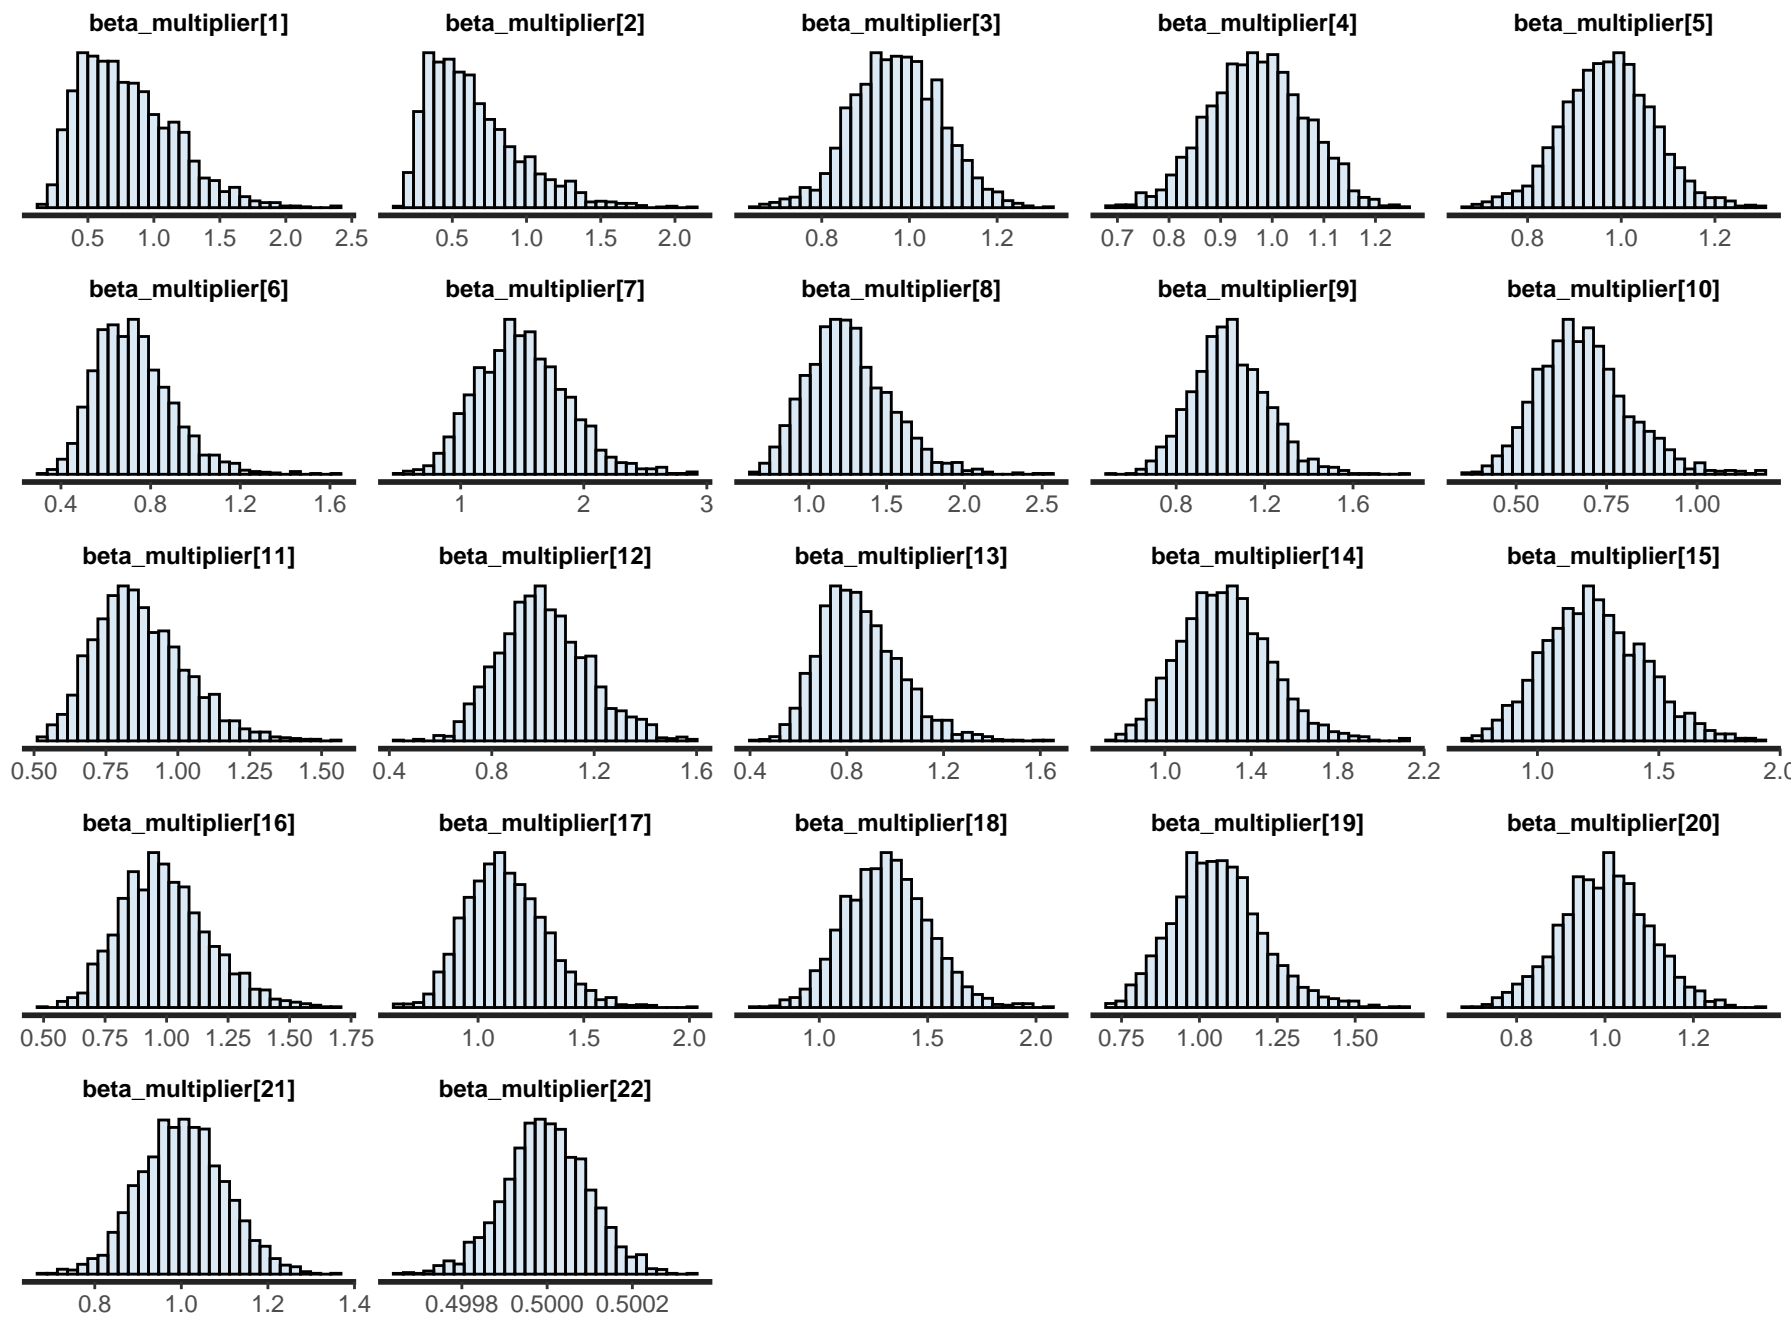 beta_multiplier[1] beta_multiplier[2] beta_multiplier[3] beta_multiplier[4] beta_multiplier[5]
0.5 1.0 1.5 2.0 2.5 0.5 1.0 1.5 2.0 0.8 1.0 1.2 0.7 0.8 0.9 1.0 1.1 1.2 0.8 1.0 1.2
beta_multiplier[6] beta_multiplier[7] beta_multiplier[8] beta_multiplier[9] beta_multiplier[10]
0.4 0.8 1.2 1.6 1 2 3 1.0 1.5 2.0 2.5 0.8 1.2 1.6 0.50 0.75 1.00
beta_multiplier[11] beta_multiplier[12] beta_multiplier[13] beta_multiplier[14] beta_multiplier[15]
0.50 0.75 1.00 1.25 1.50 0.4 0.8 1.2 1.6 0.4 0.8 1.2 1.6 1.0 1.4 1.8 2.2 1.0 1.5 2.0
beta_multiplier[16] beta_multiplier[17] beta_multiplier[18] beta_multiplier[19] beta_multiplier[20]
0.50 0.75 1.00 1.25 1.50 1.75 1.0 1.5 2.0 1.0 1.5 2.0 0.75 1.00 1.25 1.50 0.8 1.0 1.2
beta_multiplier[21] beta_multiplier[22]
0.8 1.0 1.2 1.4 0.4998 0.5000 0.5002